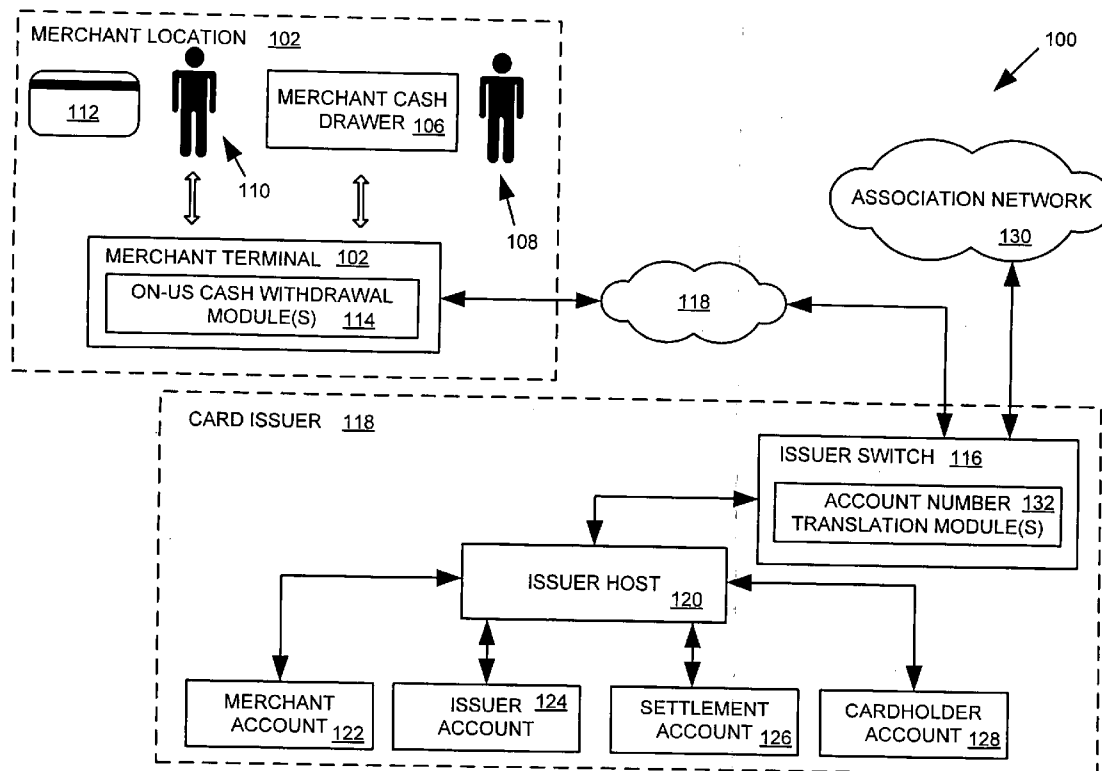 MERCHANT LOCATION 102
100
112
MERCHANT CASH
DRAWER 106
110
108
ASSOCIATION NETWORK
130
MERCHANT TERMINAL 102
ON-US CASH WITHDRAWAL
MODULE(S) 114
118
CARD ISSUER 118
ISSUER SWITCH 116
ACCOUNT NUMBER 132
TRANSLATION MODULE(S)
ISSUER HOST 120
MERCHANT
ACCOUNT 122
ISSUER 124
ACCOUNT
SETTLEMENT
ACCOUNT 126
CARDHOLDER
ACCOUNT 128